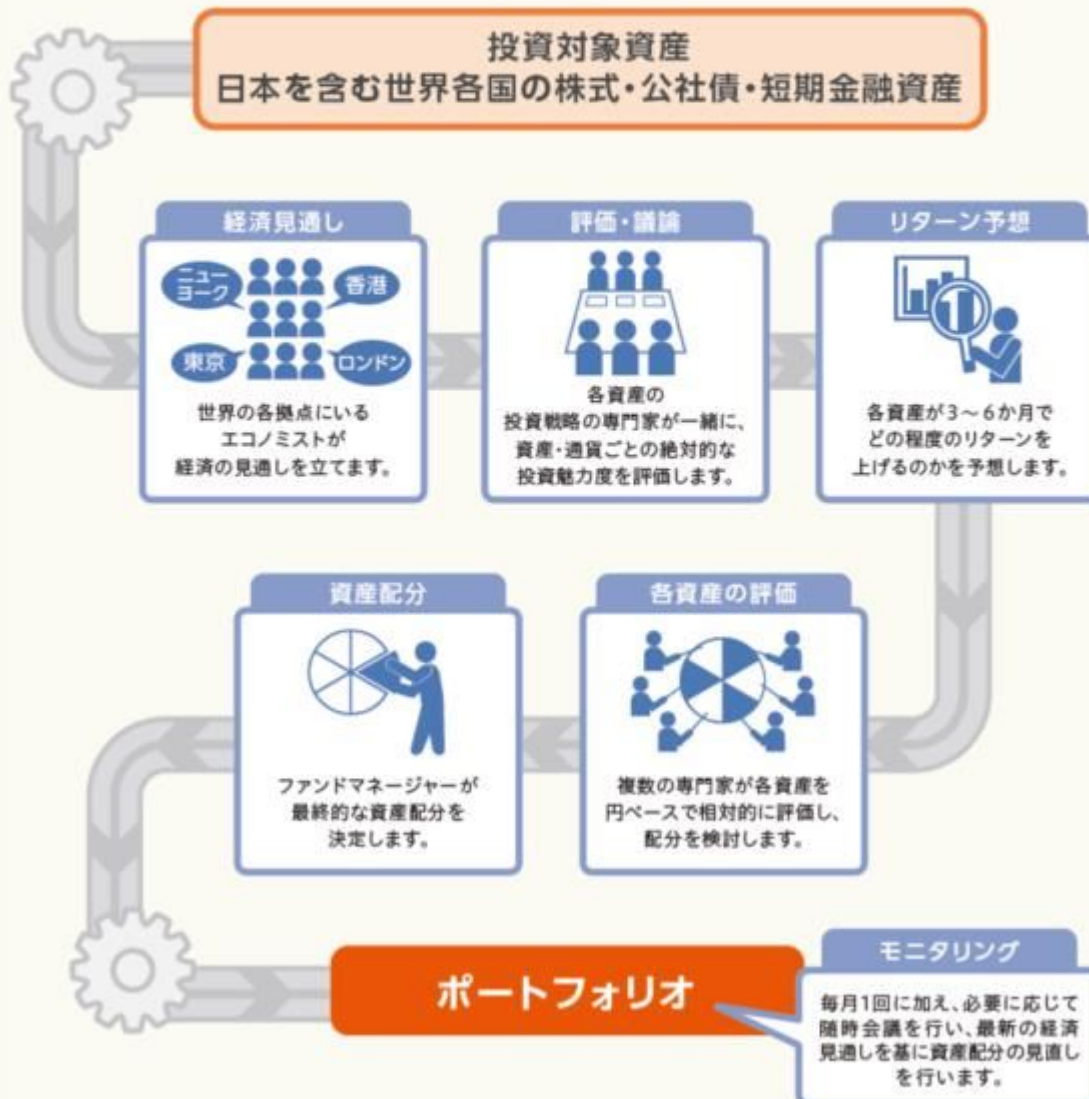 投資対象資産
日本を含む世界各国の株式・公社債・短期金融資産
経済見通し
ニュー
ヨーク
香港
東京
ロンドン
世界の各拠点にいる
エコノミストが
経済の見通しを立てます。
評価・議論
各資産の
投資戦略の専門家が一緒に、
資産・通貨ごとの絶対的な
投資魅力度を評価します。
リターン予想
各資産が3～6か月で
どの程度のリターンを
上げるのかを予想します。
資産配分
ファンドマネージャーが
最終的な資産配分を
決定します。
各資産の評価
複数の専門家が各資産を
円ベースで相対的に評価し、
配分を検討します。
ポートフォリオ
モニタリング
毎月1回に加え、必要に応じて
随時会議を行い、最新の経済
見通しを基に資産配分の見直し
を行います。